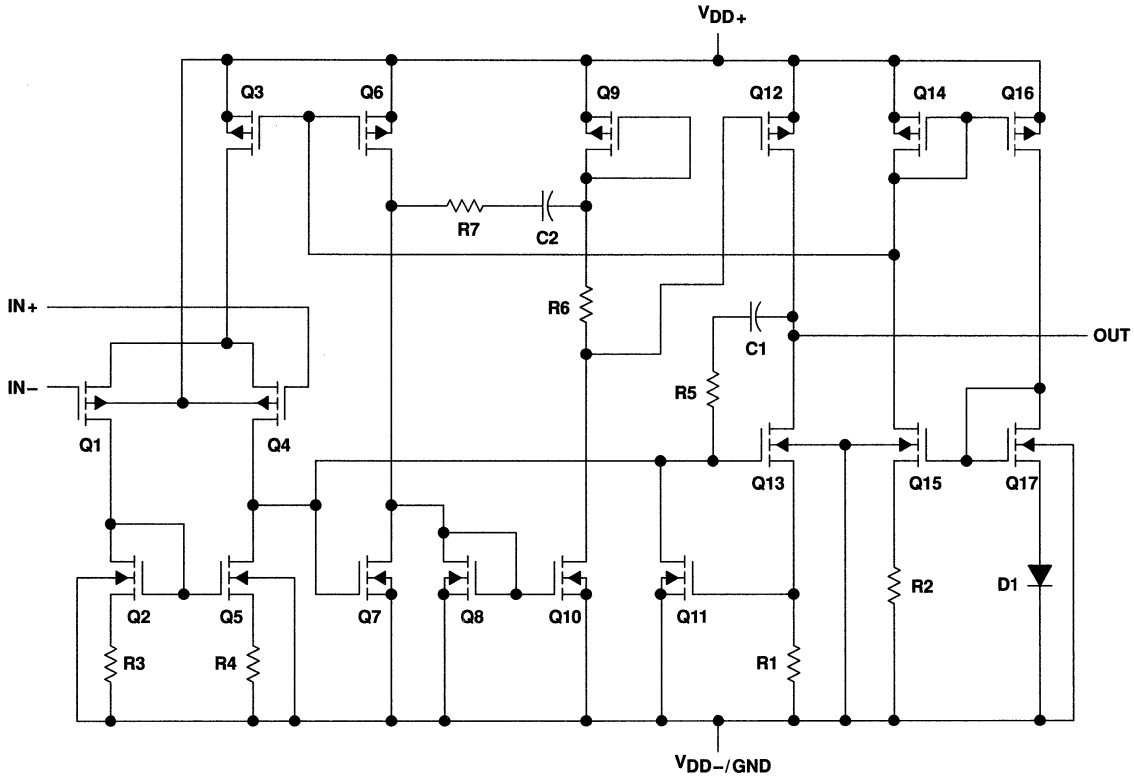 VDD+
Q3
Q6
Q9
Q12
Q14
Q16
R7
C2
IN+
R6
C1
OUT
IN−
R5
Q1
Q4
Q13
Q15
Q17
Q2
Q5
Q7
Q8
Q10
Q11
R2
D1
R3
R4
R1
VDD−/GND